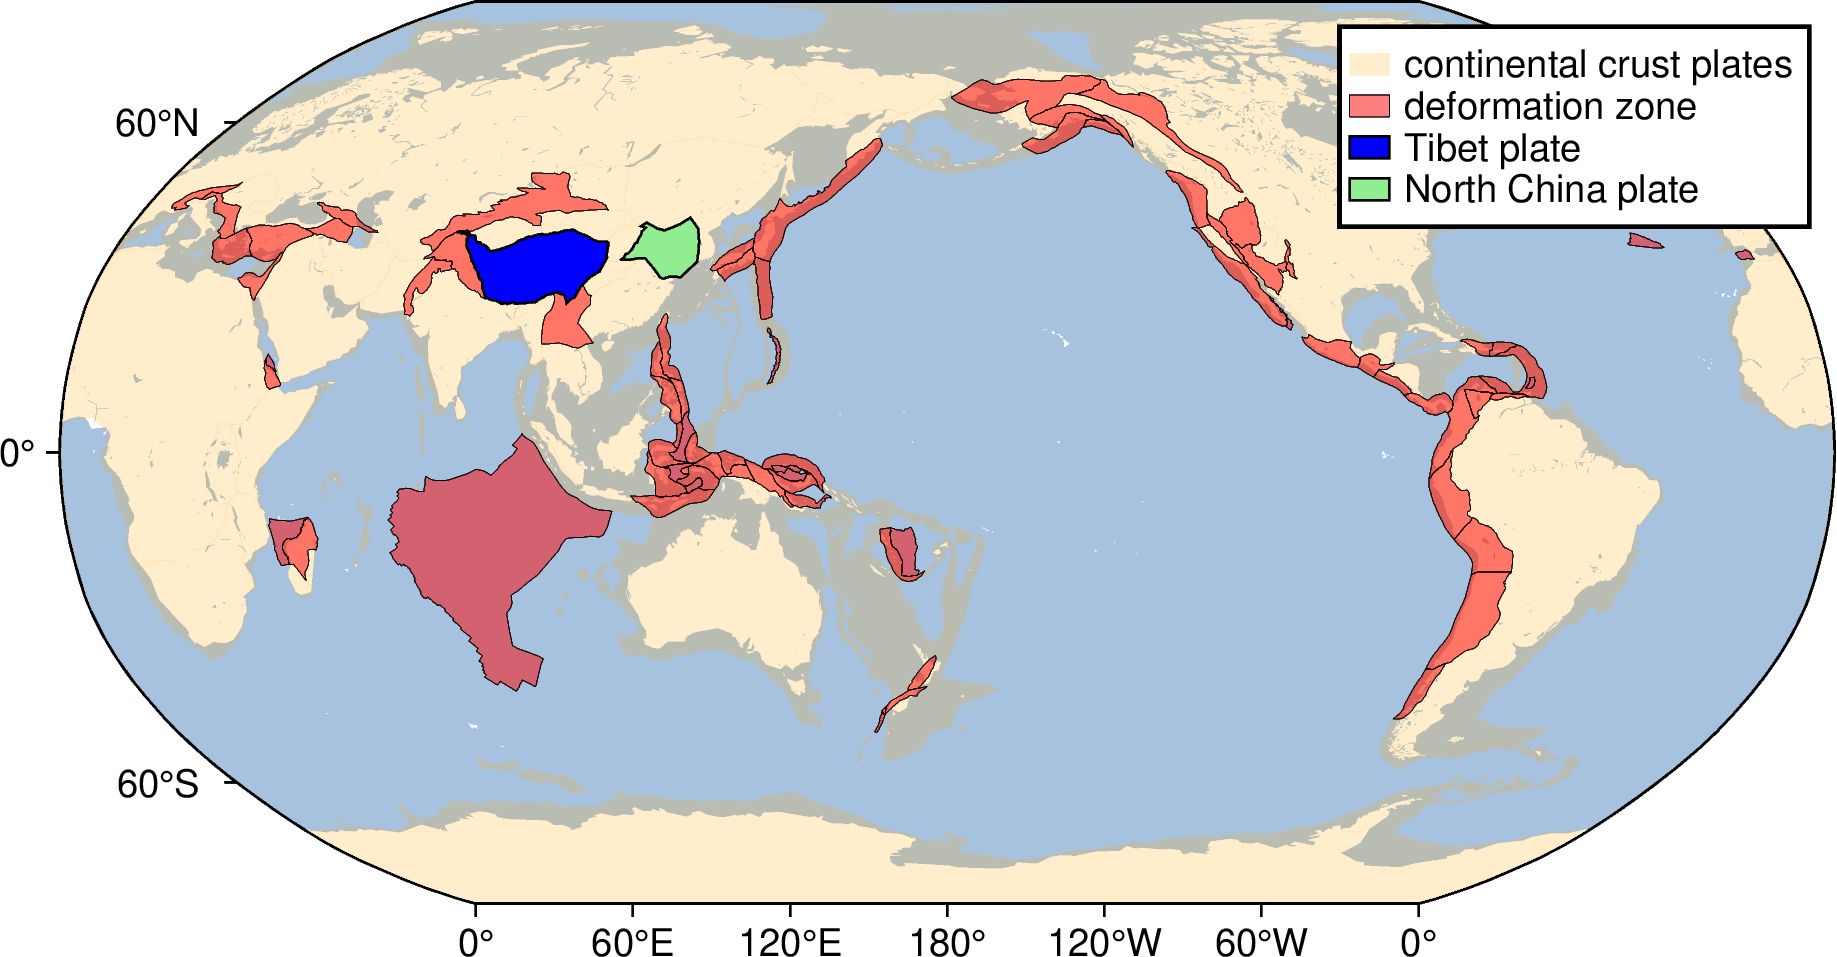 continental crust plates
deformation zone
Tibet plate
North China plate
60°N
0°
60°S
0° 60°E 120°E 180° 120°W 60°W 0°